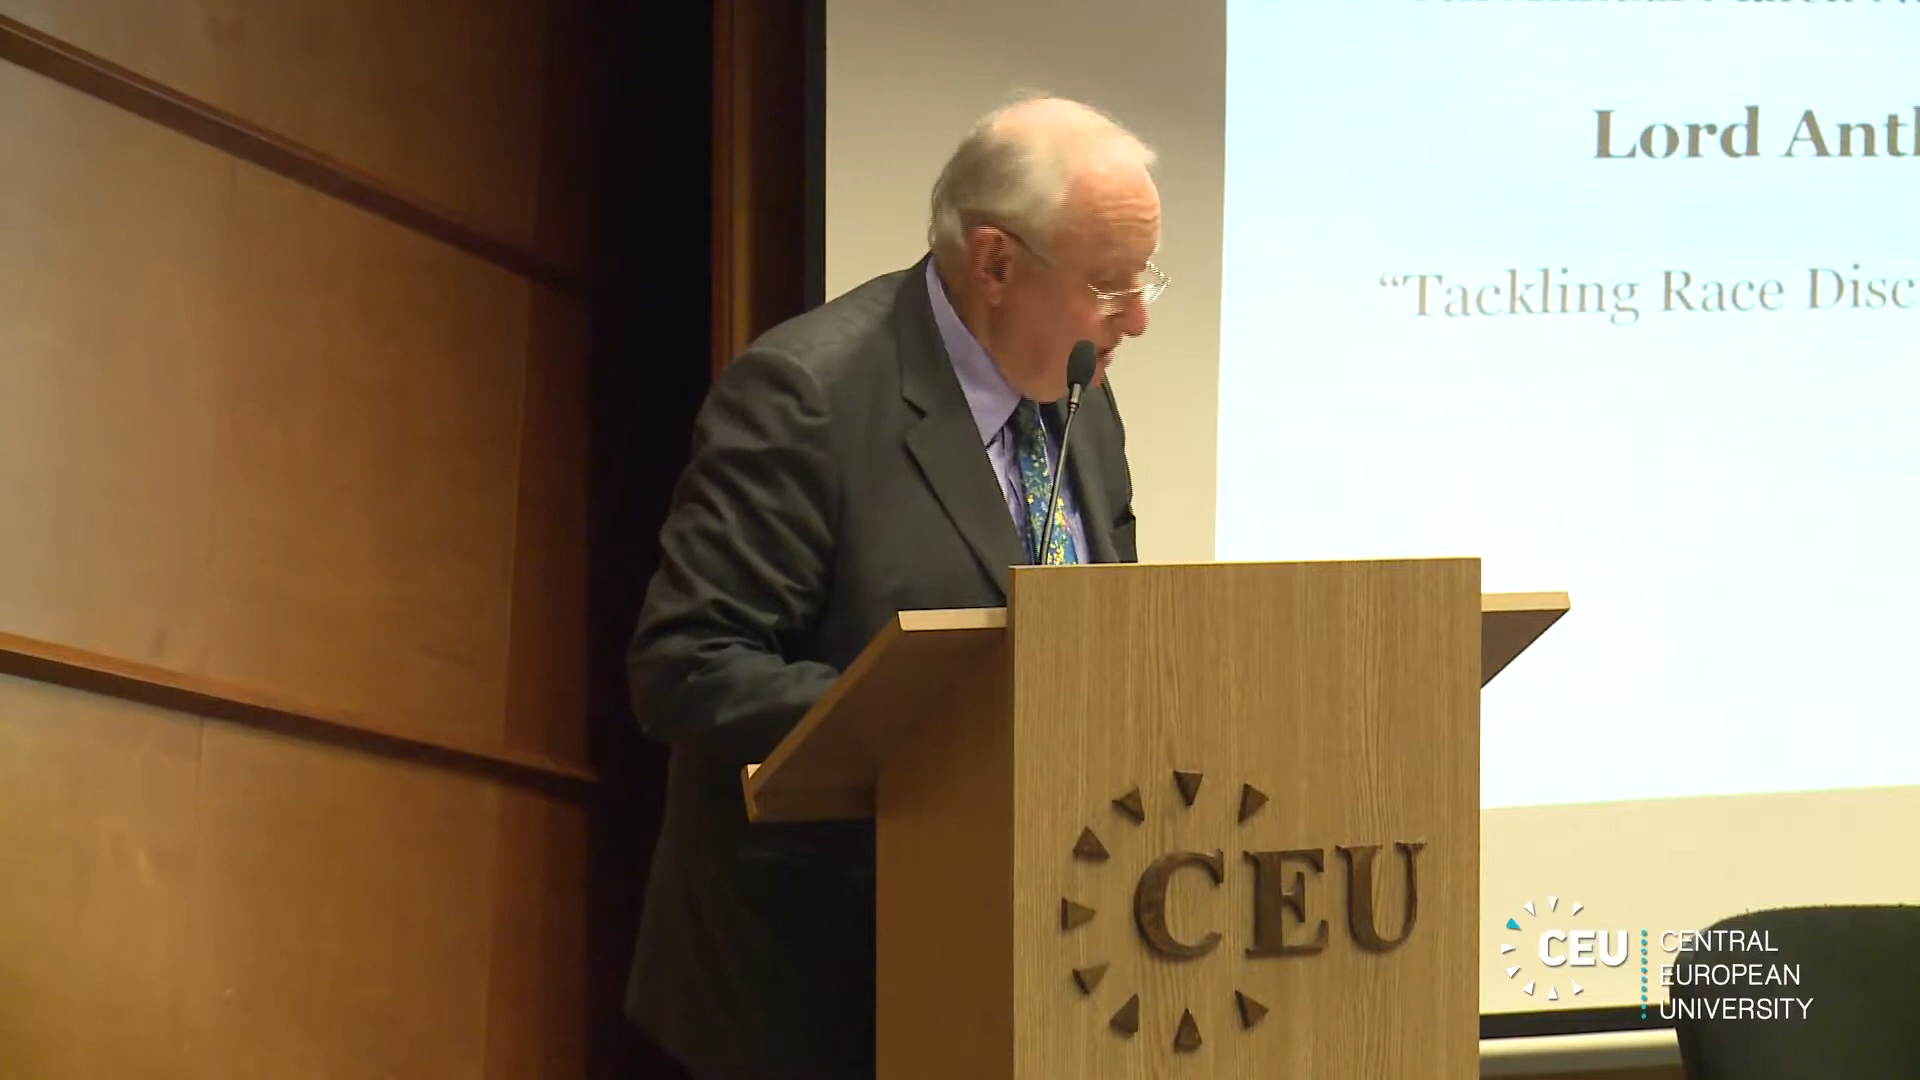 Lord Anth
“Tackling Race Disc
CEU
CEU
CENTRAL
EUROPEAN
UNIVERSITY